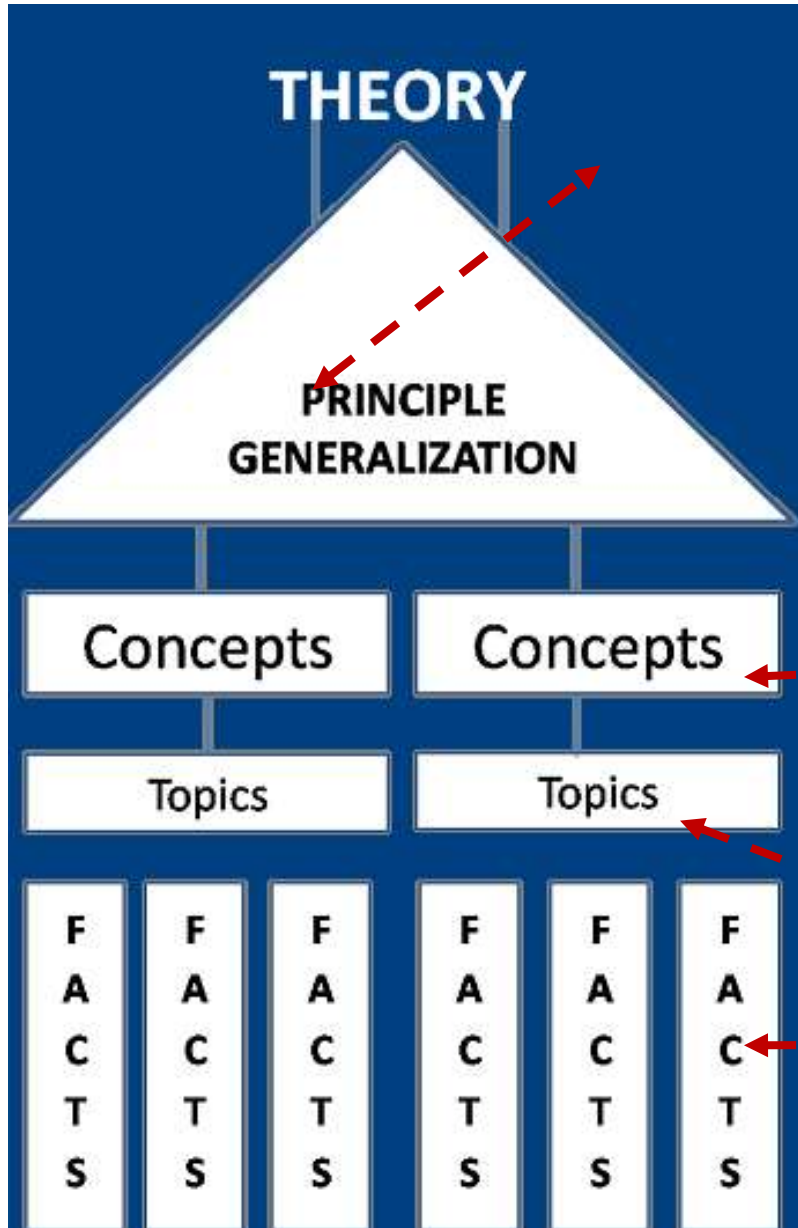 THEORY
PRINCIPLE
GENERALIZATION
Concepts Concepts
Topics Topics
F F F F F F
A A A A A A
C C C C C C
T T T T T T
S S S S S S